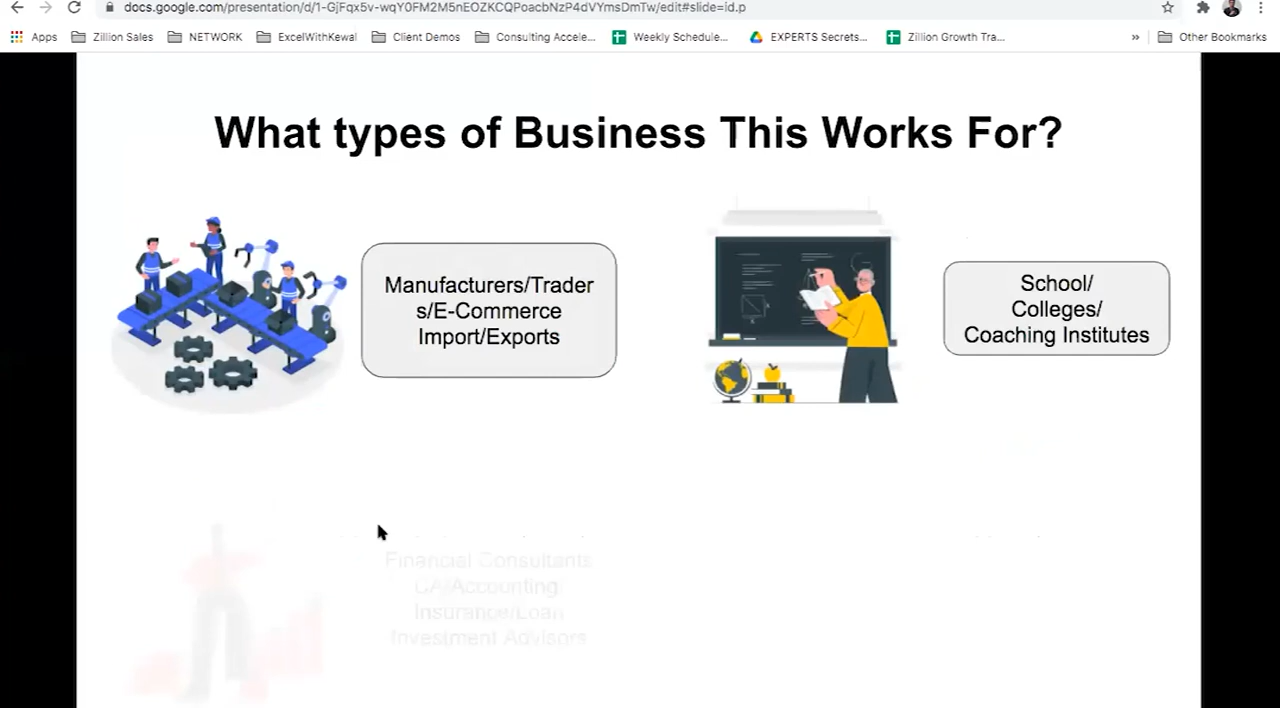 docs.google.com/presentation/d/1-GjFqx5v-wqY0FM2M5nEOZKCQPoacbNzP4dVYmsDmTw/edit#slide=id.p
Apps Zillion Sales NETWORK ExcelWithKewal Client Demos Consulting Accele... Weekly Schedule... EXPERTS Secrets... Zillion Growth Tra... » Other Bookmarks
What types of Business This Works For?
Manufacturers/Trader
s/E-Commerce
Import/Exports
School/
Colleges/
Coaching Institutes
Financial Consultants
CA/Accounting
Insurance/Loan
Investment Advisors